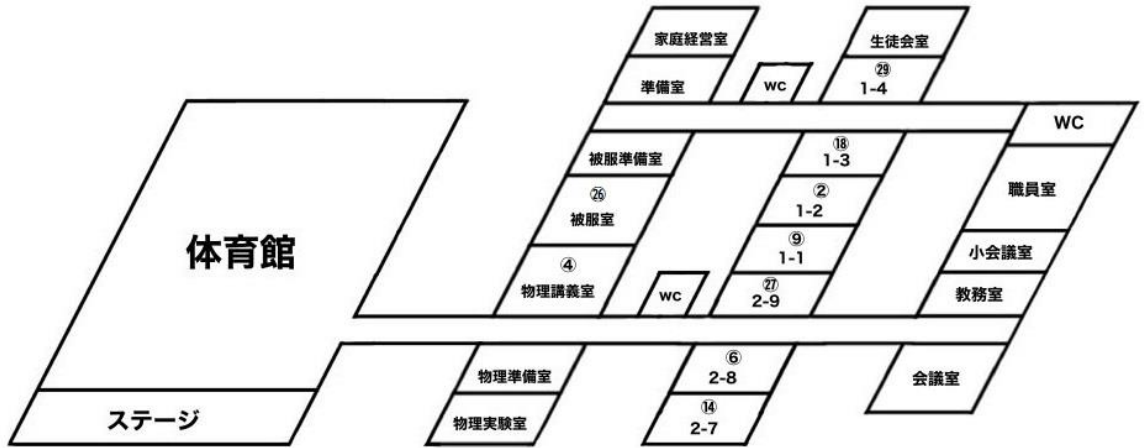 家庭経営室
準備室
WC
生徒会室
㉙
1-4
WC
体育館
ステージ
被服準備室
㉖
被服室
④
物理講義室
WC
⑱
1-3
②
1-2
⑨
1-1
㉗
2-9
職員室
小会議室
教務室
物理準備室
物理実験室
⑥
2-8
⑭
2-7
会議室